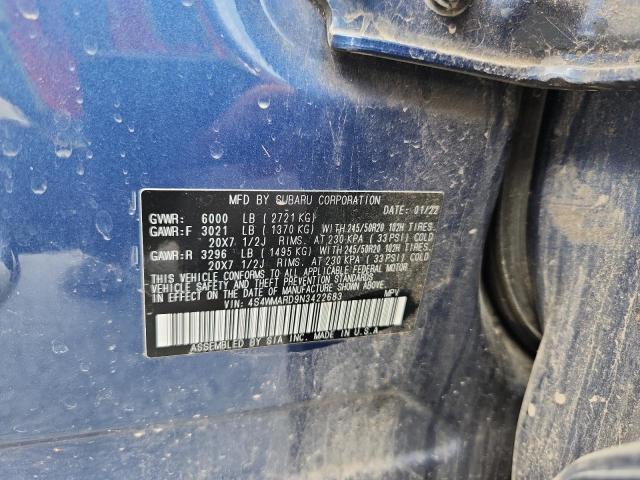 MFD BY SUBARU CORPORATION
DATE: 01/22
GVWR: 6000 LB ( 2721 KG)
GAWR:F 3021 LB ( 1370 KG) WITH 245/50R20 102H TIRES.
20X7 1/2J RIMS. AT 230 KPA ( 33 PSI) COLD
GAWR:R 3296 LB ( 1495 KG) WITH 245/50R20 102H TIRES.
20X7 1/2J RIMS. AT 230 KPA ( 33 PSI) COLD
THIS VEHICLE CONFORMS TO ALL APPLICABLE FEDERAL MOTOR
VEHICLE SAFETY AND THEFT PREVENTION STANDARDS
IN EFFECT ON THE DATE OF MANUFACTURE SHOWN ABOVE.
VIN: 4S4WMARD9N3422683 MPV
ASSEMBLED BY SIA INC. MADE IN U.S.A